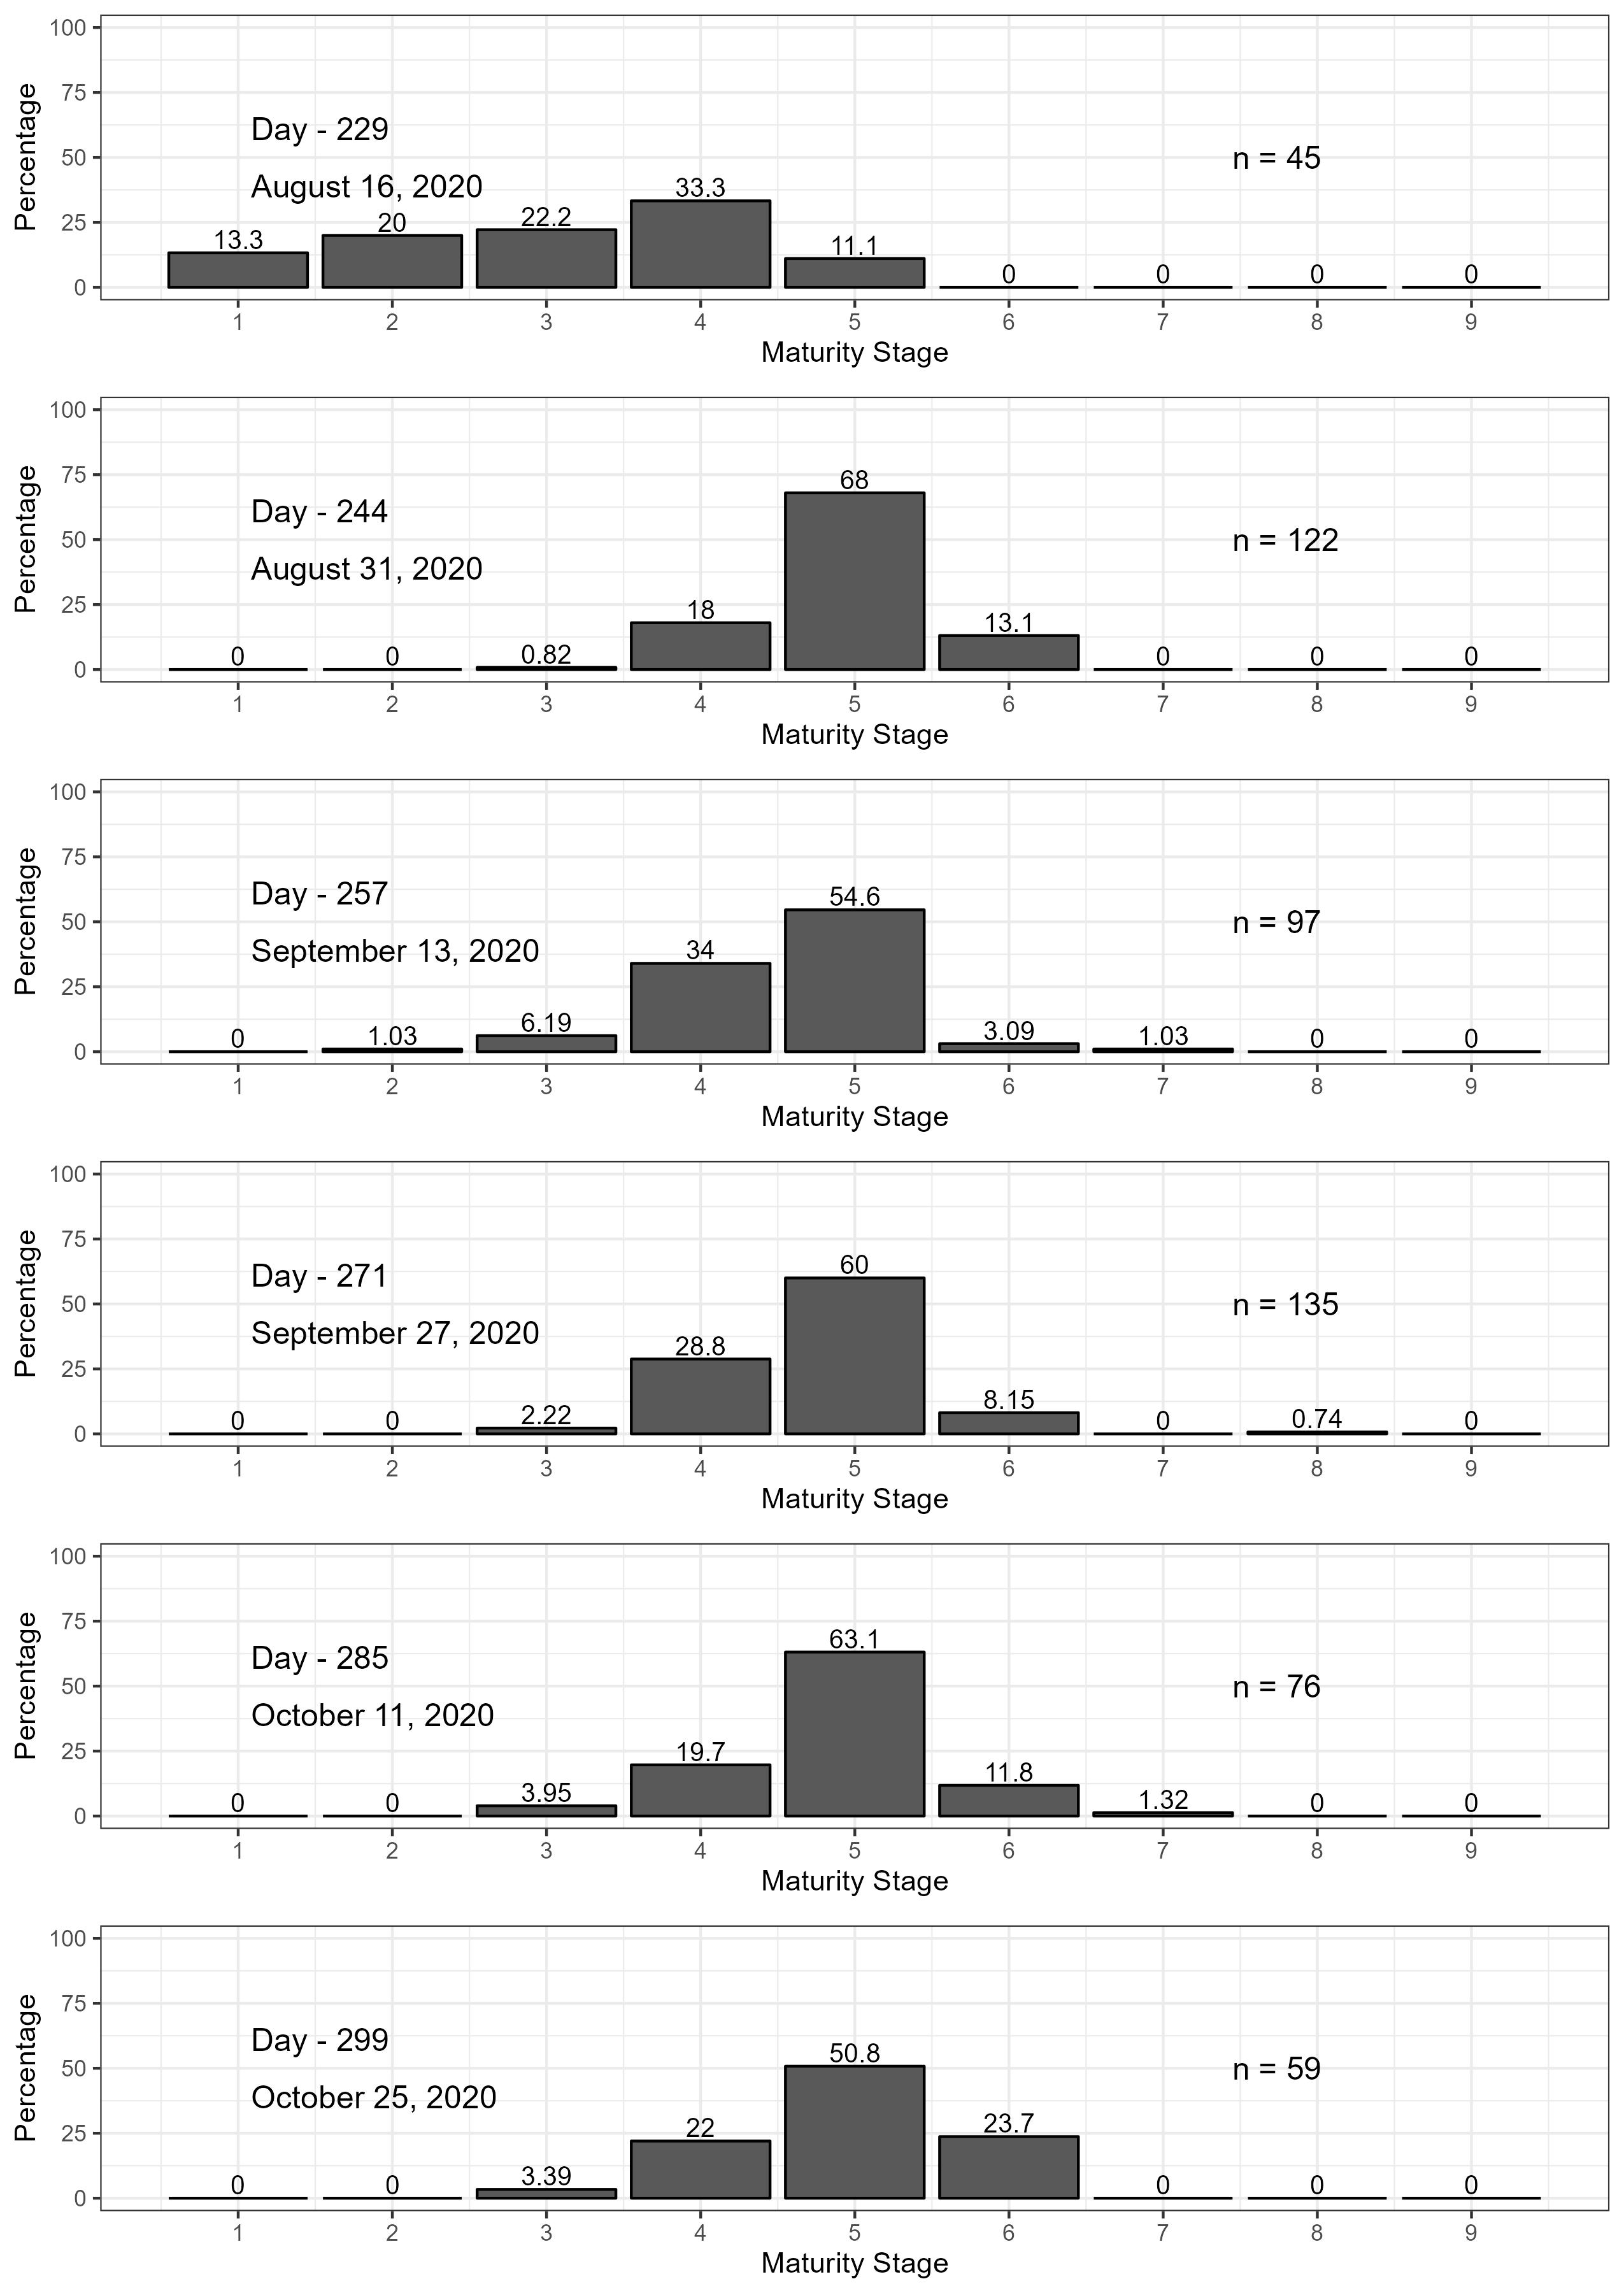 100
75
50
25
0
Percentage
Day - 229
August 16, 2020
n = 45
13.3 20 22.2 33.3 11.1 0 0 0 0
1 2 3 4 5 6 7 8 9
Maturity Stage
100
75
50
25
0
Percentage
Day - 244
August 31, 2020
n = 122
0 0 0.82 18 68 13.1 0 0 0
1 2 3 4 5 6 7 8 9
Maturity Stage
100
75
50
25
0
Percentage
Day - 257
September 13, 2020
n = 97
0 1.03 6.19 34 54.6 3.09 1.03 0 0
1 2 3 4 5 6 7 8 9
Maturity Stage
100
75
50
25
0
Percentage
Day - 271
September 27, 2020
n = 135
0 0 2.22 28.8 60 8.15 0 0.74 0
1 2 3 4 5 6 7 8 9
Maturity Stage
100
75
50
25
0
Percentage
Day - 285
October 11, 2020
n = 76
0 0 3.95 19.7 63.1 11.8 1.32 0 0
1 2 3 4 5 6 7 8 9
Maturity Stage
100
75
50
25
0
Percentage
Day - 299
October 25, 2020
n = 59
0 0 3.39 22 50.8 23.7 0 0 0
1 2 3 4 5 6 7 8 9
Maturity Stage